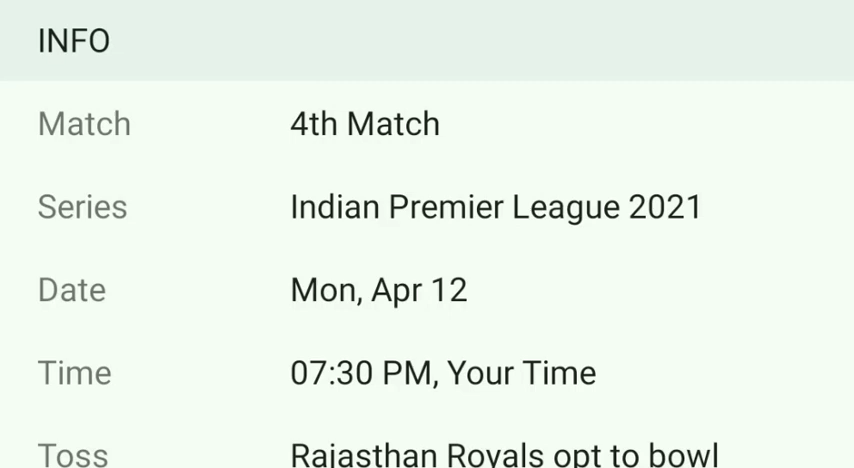 INFO
Match 4th Match
Series Indian Premier League 2021
Date Mon, Apr 12
Time 07:30 PM, Your Time
Toss Rajasthan Royals opt to bowl